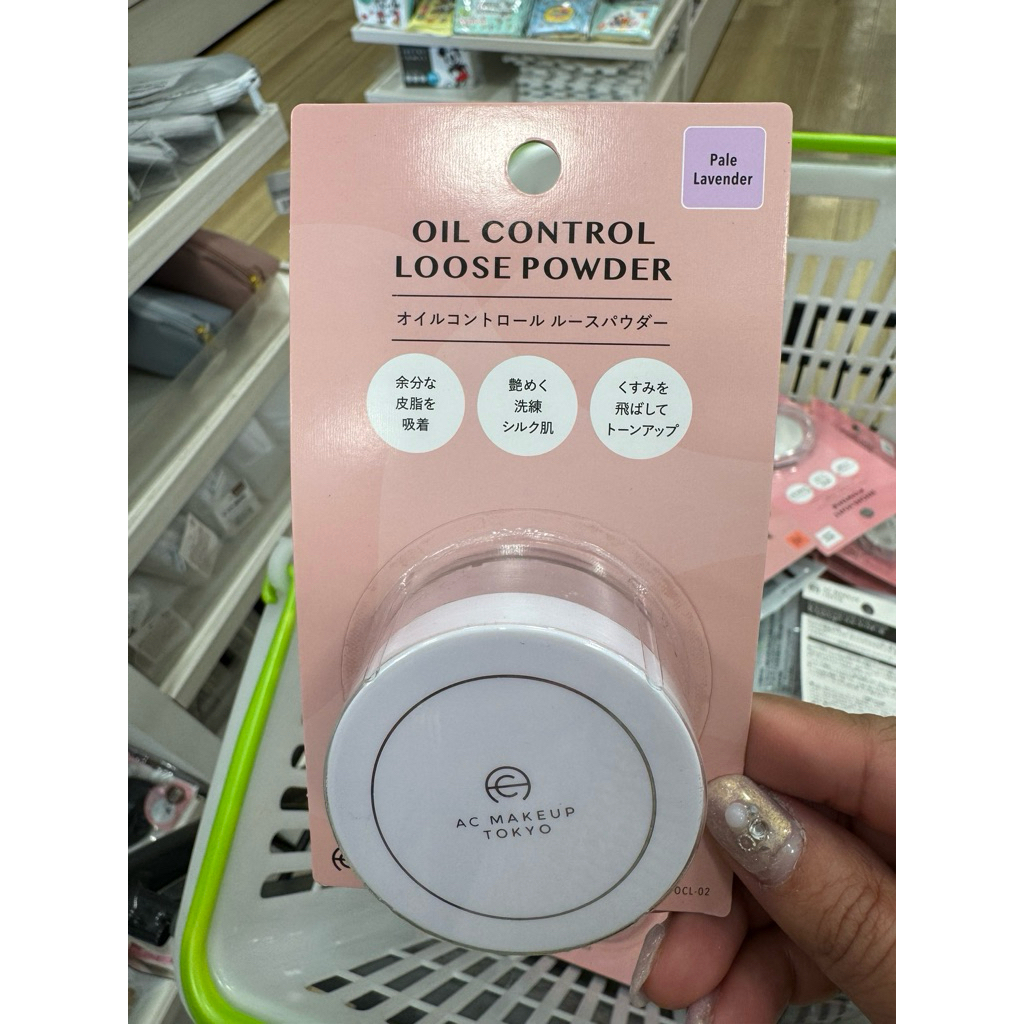 Pale
Lavender
OIL CONTROL
LOOSE POWDER
オイルコントロール ルースパウダー
余分な
皮脂を
吸着
艶めく
洗練
シルク肌
くすみを
飛ばして
トーンアップ
AC MAKEUP
TOKYO
OCL-02